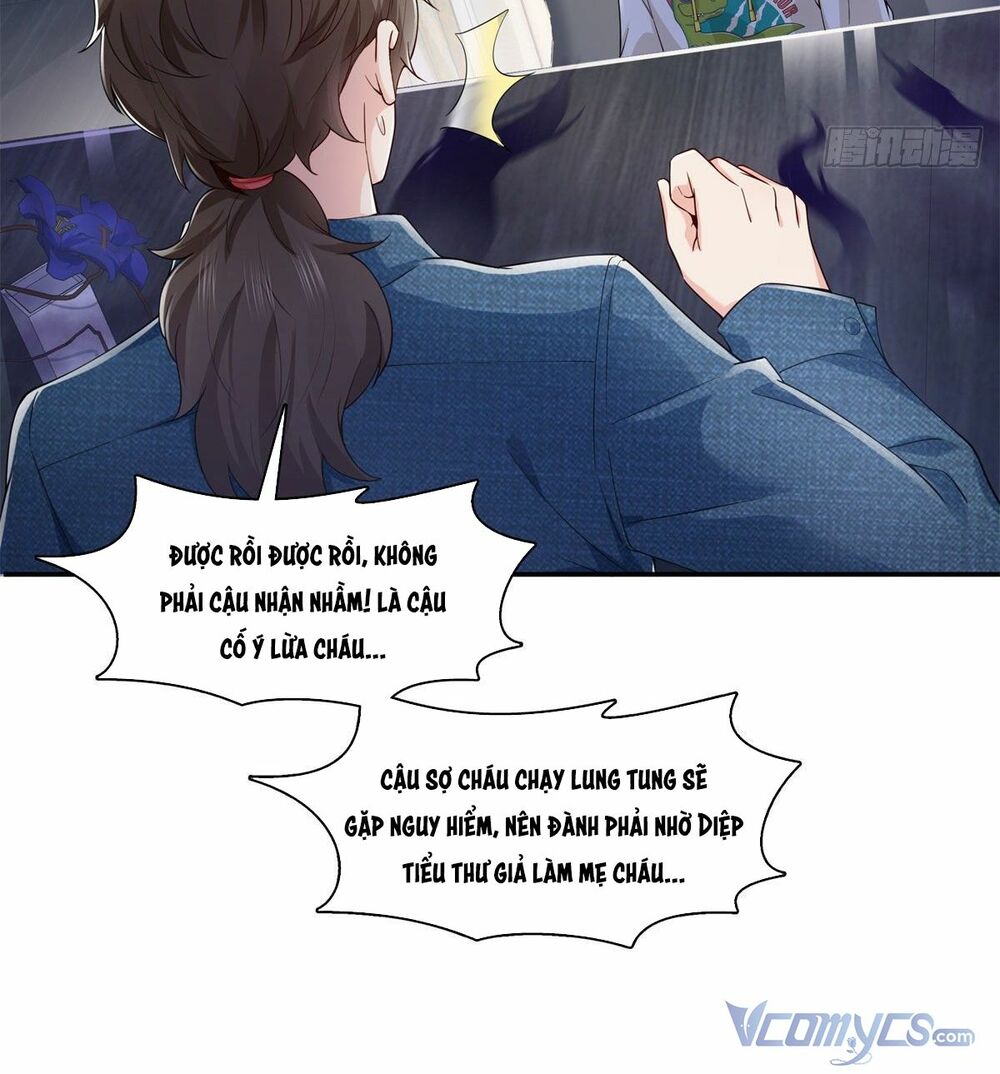 UOR
腾讯动漫
ĐƯỢC RỒI ĐƯỢC RỒI, KHÔNG
PHẢI CẬU NHẬN NHẦM! LÀ CẬU
CỐ Ý LỪA CHÁU...
CẬU SỢ CHÁU CHẠY LUNG TUNG SẼ
GẶP NGUY HIỂM, NÊN ĐÀNH PHẢI NHỜ DIỆP
TIỂU THƯ GIẢ LÀM MẸ CHÁU...
VCOMYCS.com